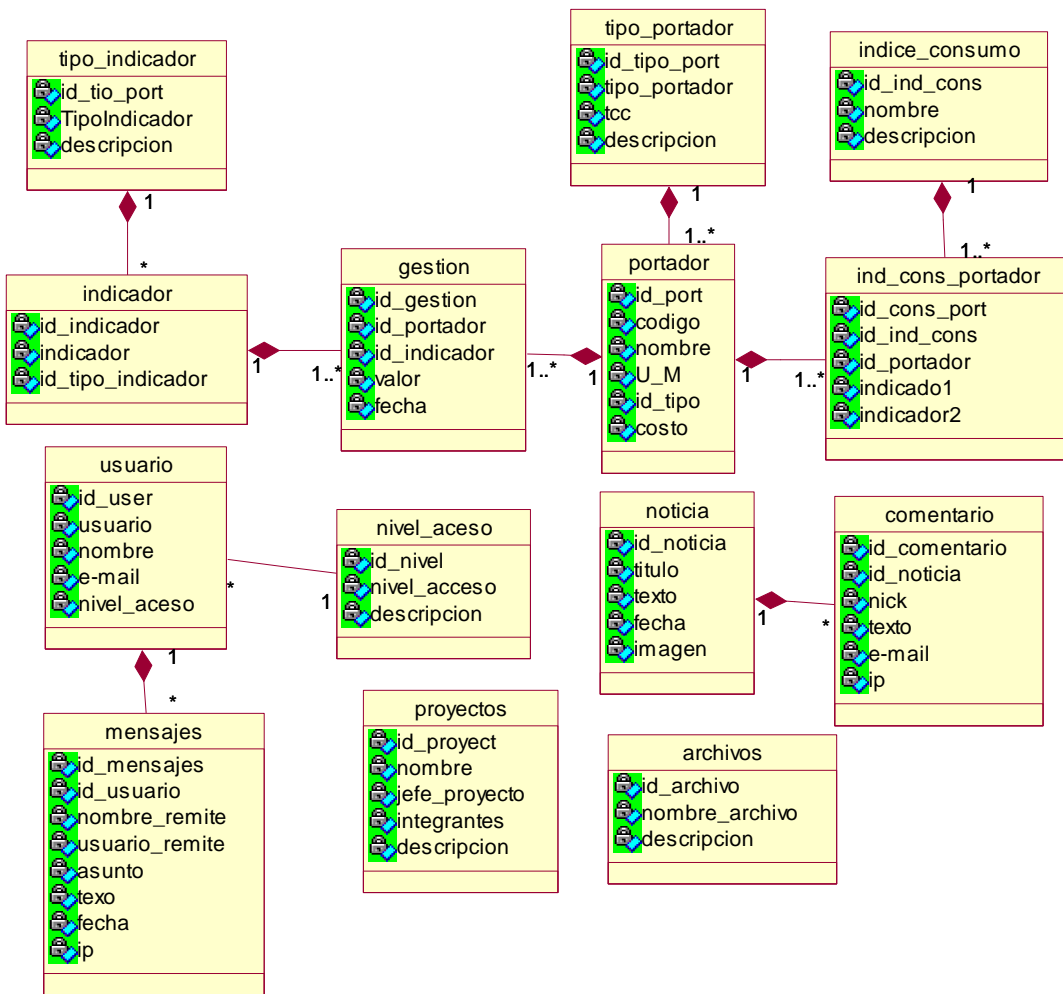 tipo_indicador
id_tio_port
TipoIndicador
descripcion
1
*
tipo_portador
id_tipo_port
tipo_portador
tcc
descripcion
1
1..*
indice_consumo
id_ind_cons
nombre
descripcion
1
1..*
indicador
id_indicador
indicador
id_tipo_indicador
1
1..*
gestion
id_gestion
id_portador
id_indicador
valor
fecha
1..*
1
portador
id_port
codigo
nombre
U_M
id_tipo
costo
1
1..*
ind_cons_portador
id_cons_port
id_ind_cons
id_portador
indicado1
indicador2
usuario
id_user
usuario
nombre
e-mail
nivel_aceso
*
1
1
*
nivel_aceso
id_nivel
nivel_acceso
descripcion
noticia
id_noticia
titulo
texto
fecha
imagen
1
*
comentario
id_comentario
id_noticia
nick
texto
e-mail
ip
mensajes
id_mensajes
id_usuario
nombre_remite
usuario_remite
asunto
texo
fecha
ip
proyectos
id_proyect
nombre
jefe_proyecto
integrantes
descripcion
archivos
id_archivo
nombre_archivo
descripcion